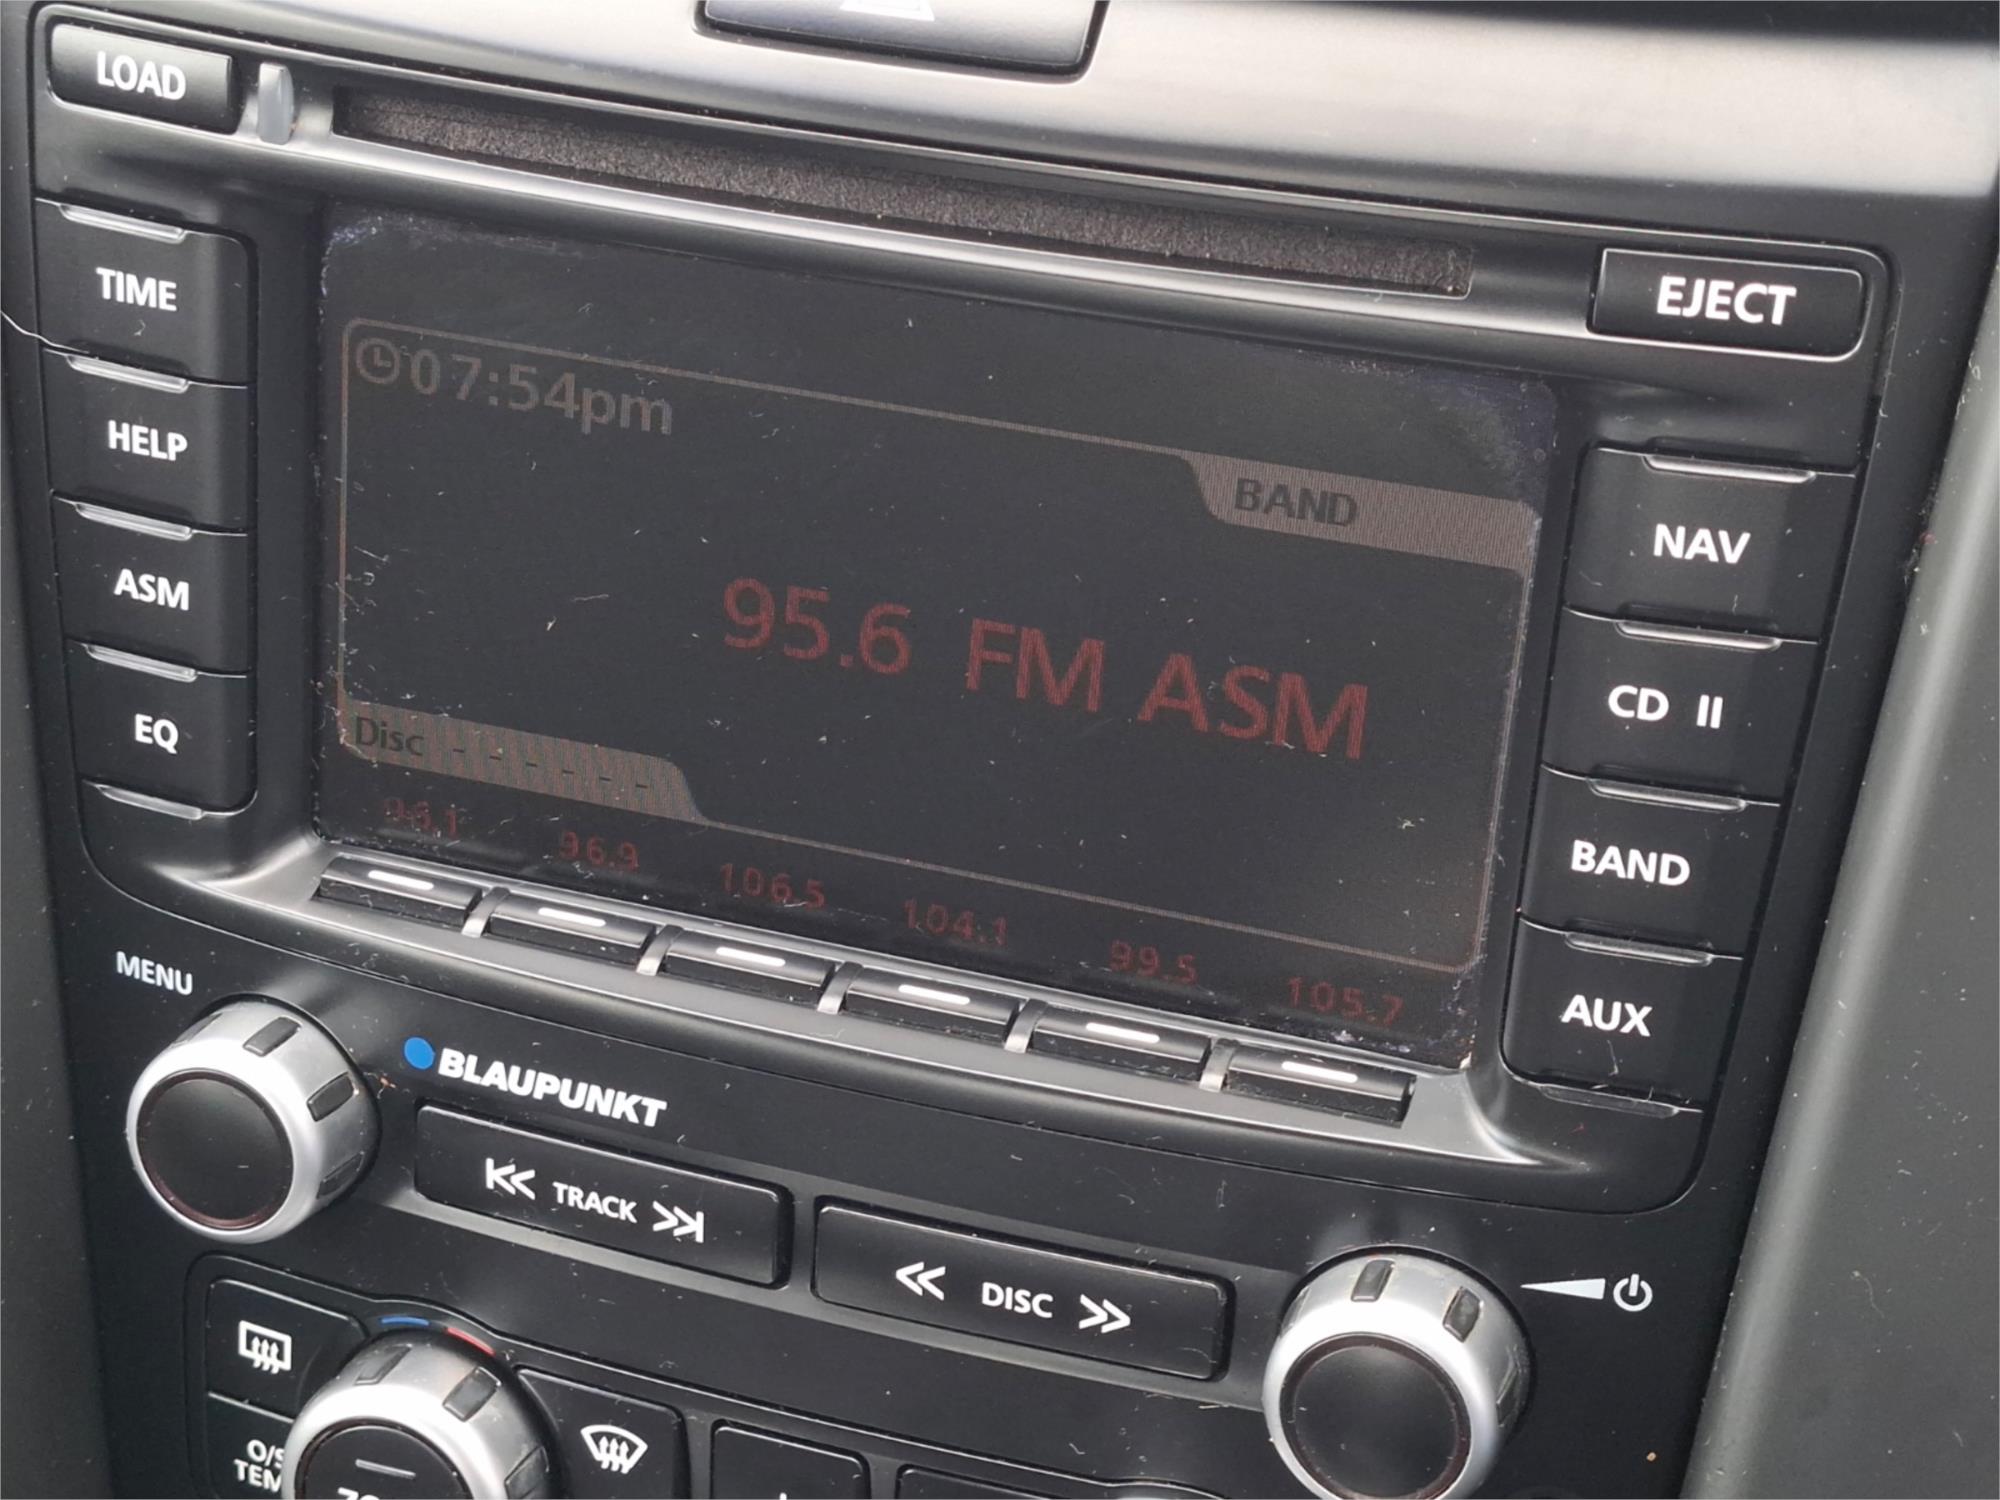 LOAD
EJECT
TIME
HELP
ASM
EQ
07:54pm
BAND
95.6 FM ASM
Disc - - - - - -
96.1 96.9 106.5 104.1 99.5 105.7
NAV
CD II
BAND
AUX
MENU
BLAUPUNKT
TRACK
DISC